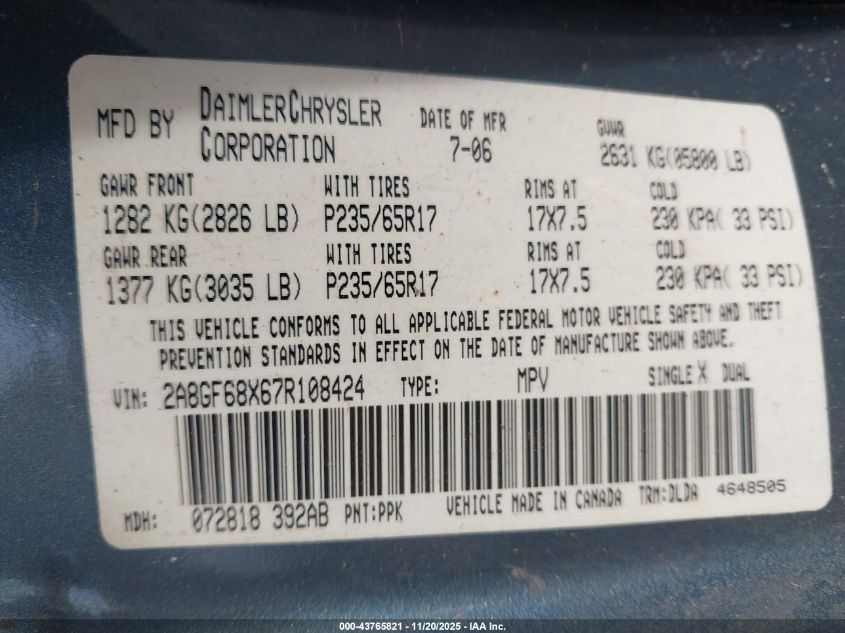 MFD BY DAIMLERCHRYSLER CORPORATION DATE OF MFR 7-06 GVWR 2631 KG(05800 LB)
GAWR FRONT WITH TIRES RIMS AT COLD
1282 KG(2826 LB) P235/65R17 17X7.5 230 KPA( 33 PSI)
GAWR REAR WITH TIRES RIMS AT COLD
1377 KG(3035 LB) P235/65R17 17X7.5 230 KPA( 33 PSI)
THIS VEHICLE CONFORMS TO ALL APPLICABLE FEDERAL MOTOR VEHICLE SAFETY AND THEFT
PREVENTION STANDARDS IN EFFECT ON THE DATE OF MANUFACTURE SHOWN ABOVE.
VIN: 2A8GF68X67R108424 TYPE: MPV SINGLE X DUAL
MDH: 072818 392AB PNT:PPK VEHICLE MADE IN CANADA TRM:DLDA 4648505
000-43765821 - 11/20/2025 - IAA Inc.